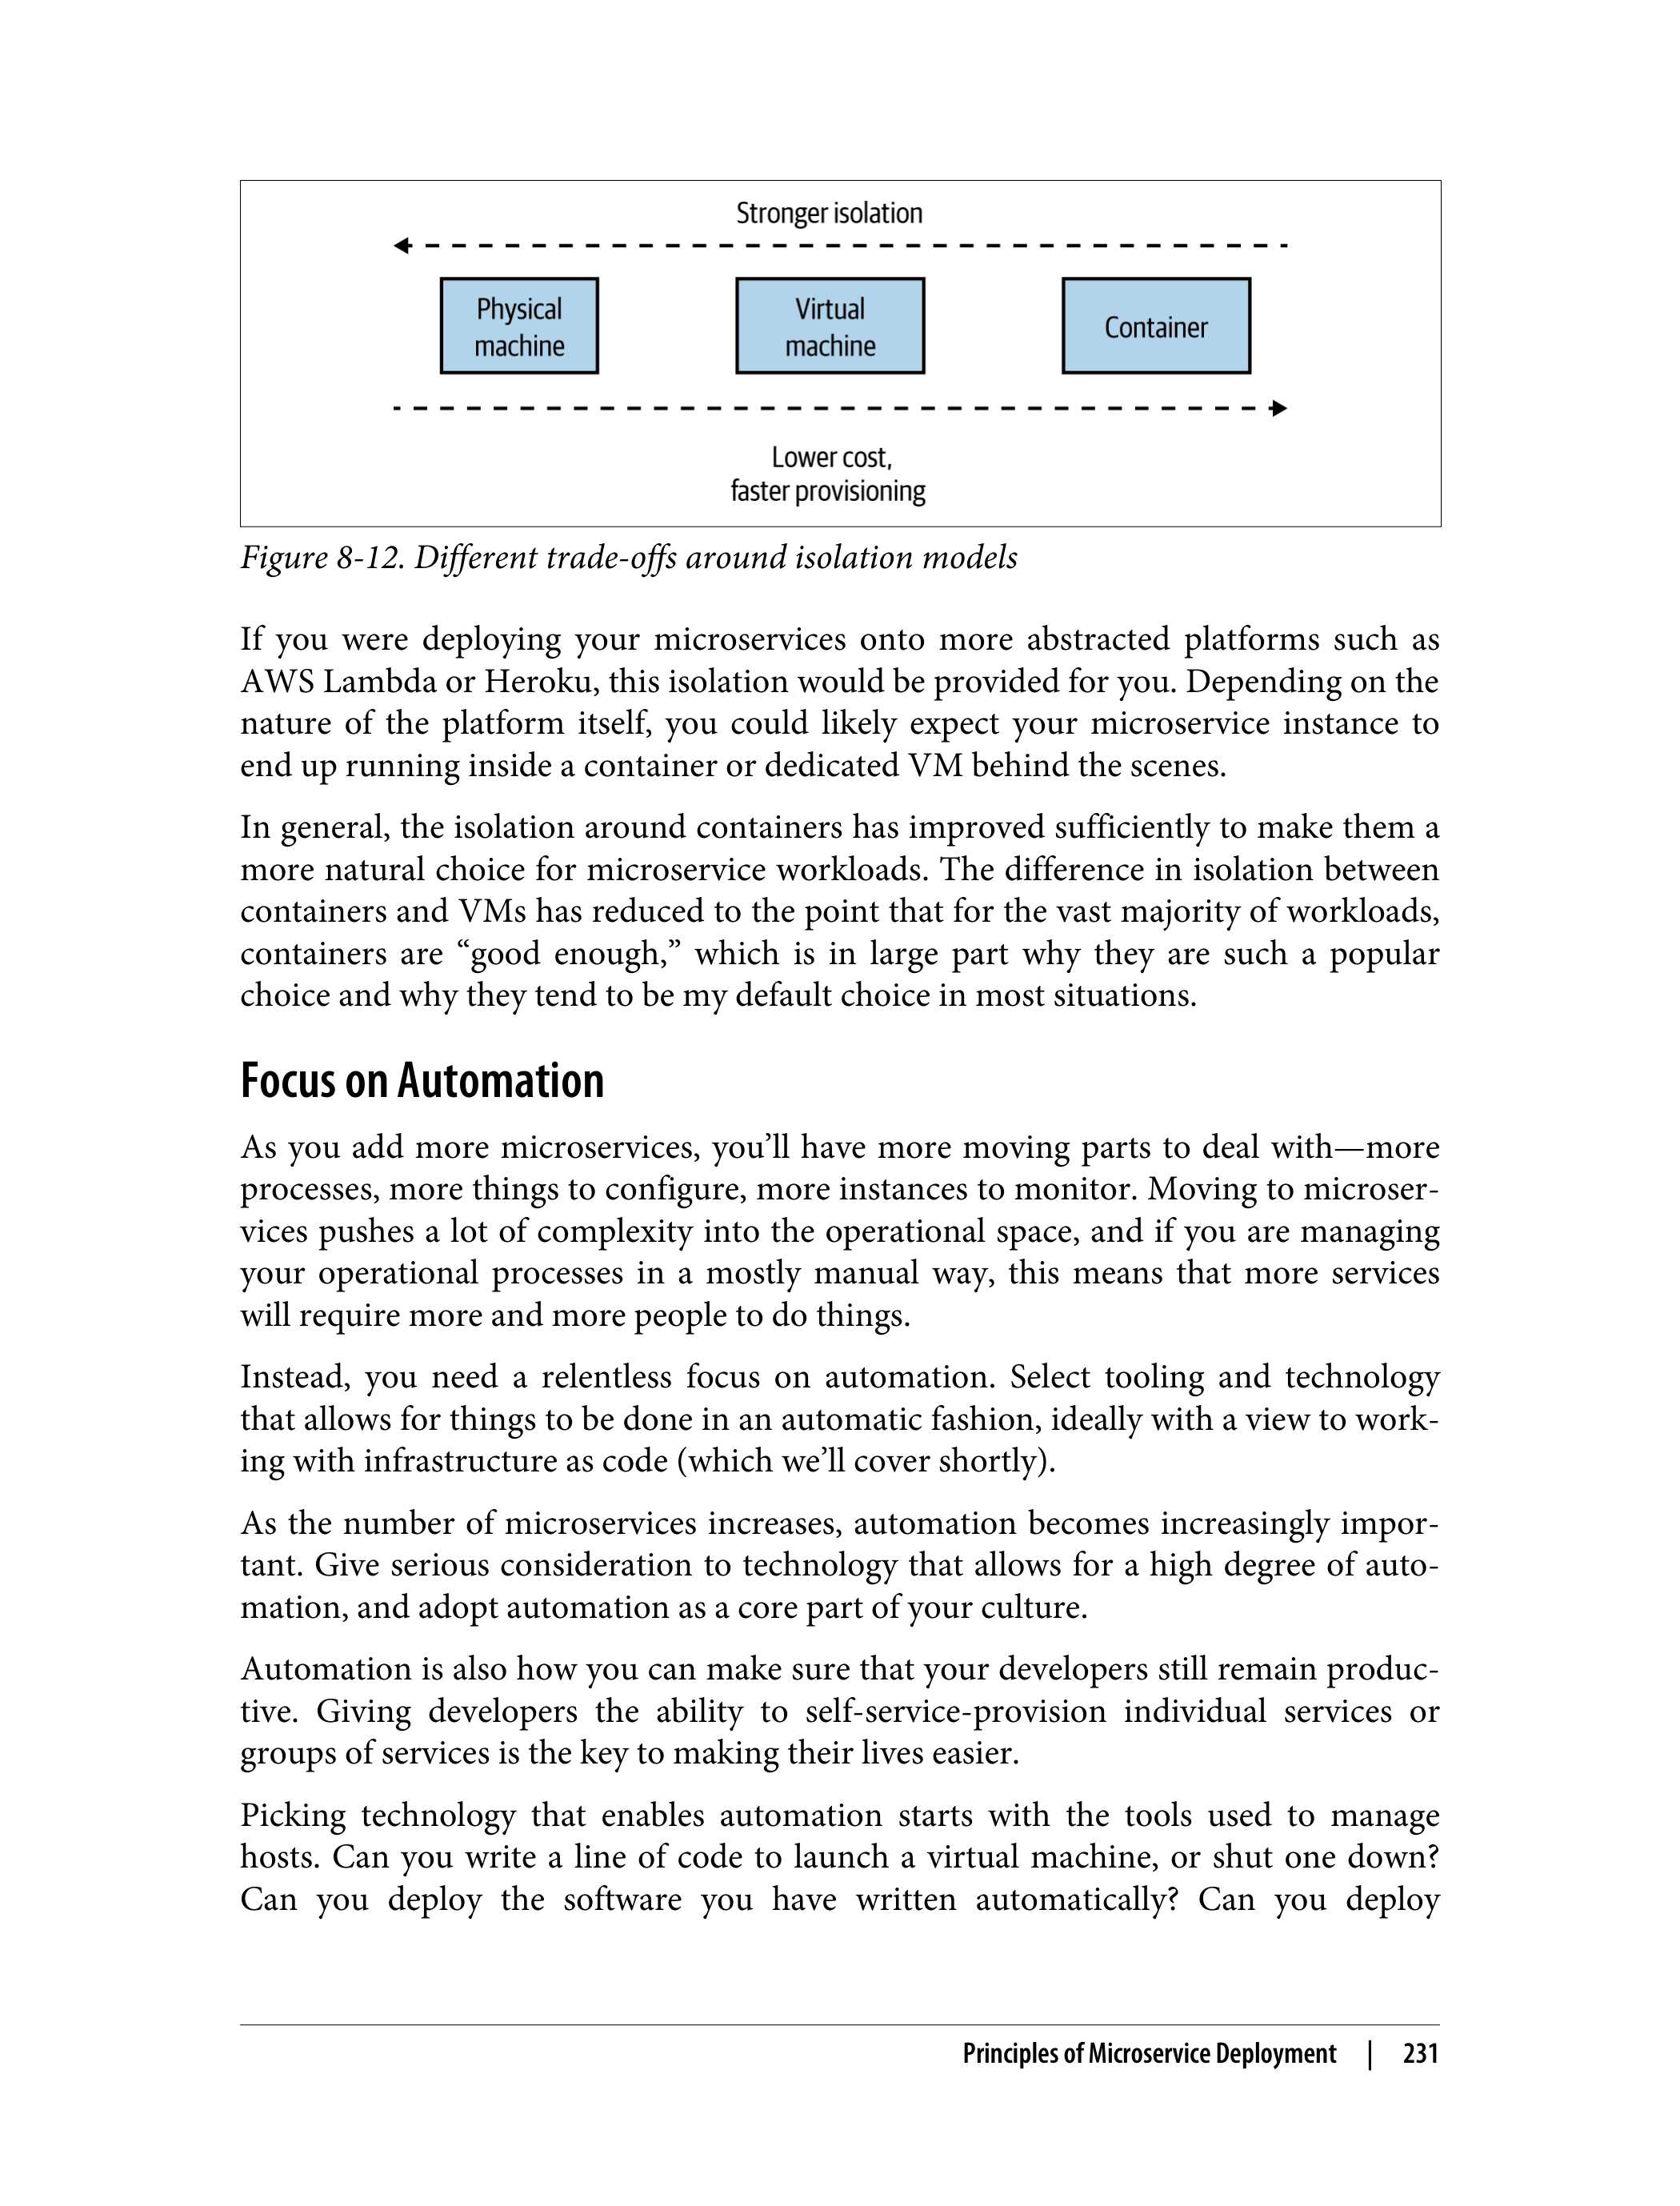 Stronger isolation
Physical
machine
Virtual
machine
Container
Lower cost,
faster provisioning
Figure 8-12. Different trade-offs around isolation models
If you were deploying your microservices onto more abstracted platforms such as
AWS Lambda or Heroku, this isolation would be provided for you. Depending on the
nature of the platform itself, you could likely expect your microservice instance to
end up running inside a container or dedicated VM behind the scenes.
In general, the isolation around containers has improved sufficiently to make them a
more natural choice for microservice workloads. The difference in isolation between
containers and VMs has reduced to the point that for the vast majority of workloads,
containers are “good enough,” which is in large part why they are such a popular
choice and why they tend to be my default choice in most situations.
Focus on Automation
As you add more microservices, you’ll have more moving parts to deal with—more
processes, more things to configure, more instances to monitor. Moving to microser-
vices pushes a lot of complexity into the operational space, and if you are managing
your operational processes in a mostly manual way, this means that more services
will require more and more people to do things.
Instead, you need a relentless focus on automation. Select tooling and technology
that allows for things to be done in an automatic fashion, ideally with a view to work-
ing with infrastructure as code (which we’ll cover shortly).
As the number of microservices increases, automation becomes increasingly impor-
tant. Give serious consideration to technology that allows for a high degree of auto-
mation, and adopt automation as a core part of your culture.
Automation is also how you can make sure that your developers still remain produc-
tive. Giving developers the ability to self-service-provision individual services or
groups of services is the key to making their lives easier.
Picking technology that enables automation starts with the tools used to manage
hosts. Can you write a line of code to launch a virtual machine, or shut one down?
Can you deploy the software you have written automatically? Can you deploy
Principles of Microservice Deployment | 231